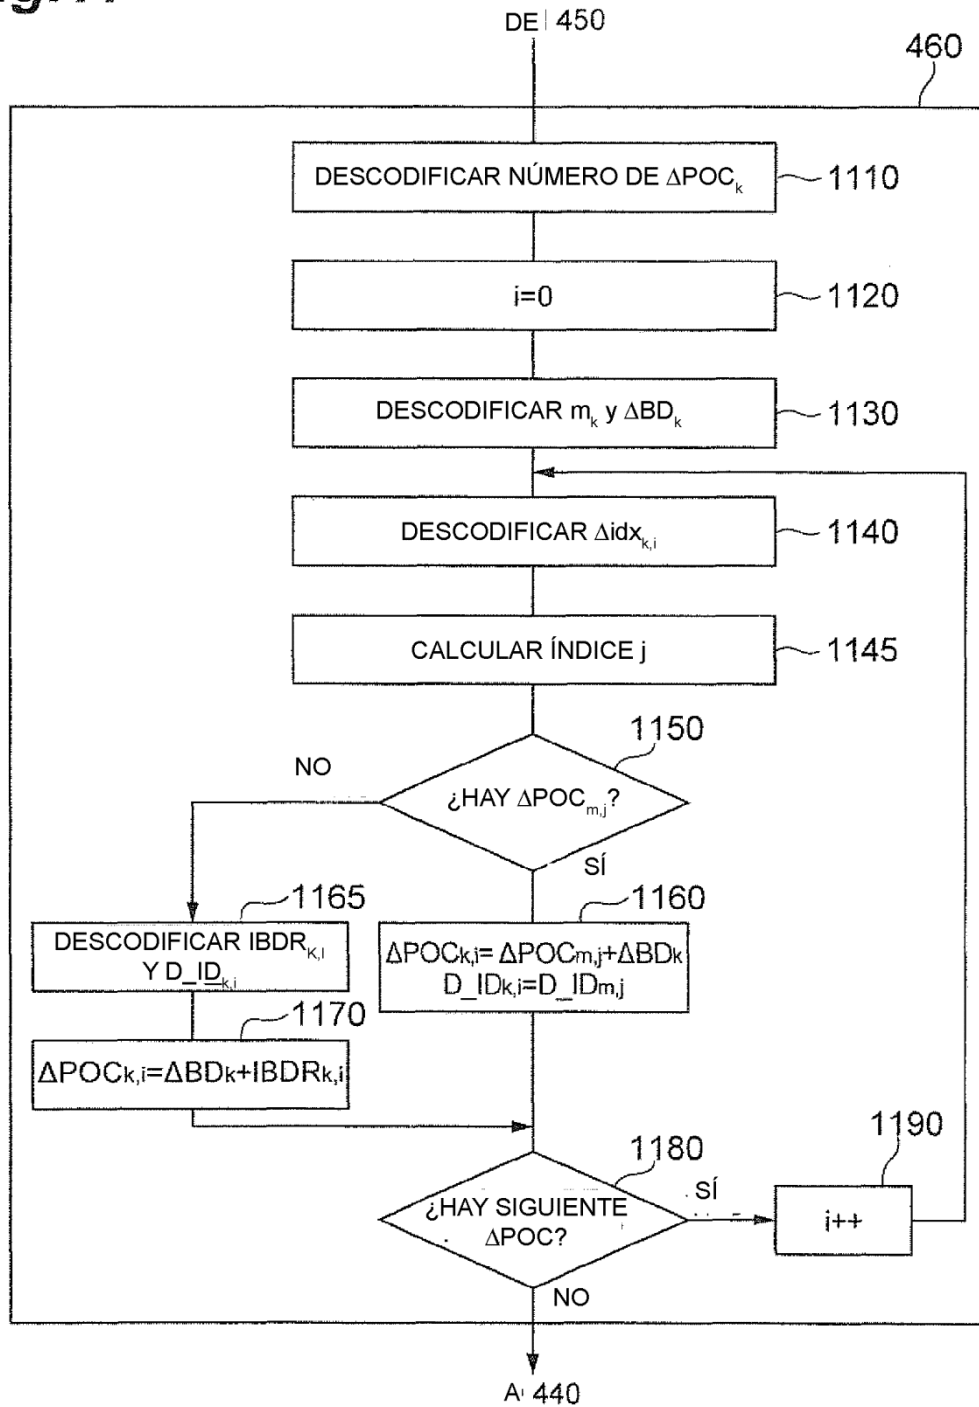 DE 450
460
DESCODIFICAR NÚMERO DE ΔPOCk
1110
i=0
1120
DESCODIFICAR mk y ΔBDk
1130
DESCODIFICAR Δidxk,i
1140
CALCULAR ÍNDICE j
1145
1150
NO
¿HAY ΔPOCm,j?
SÍ
1165
1160
DESCODIFICAR IBDRK,I
Y D_IDk,i
ΔPOCk,i= ΔPOCm,j+ΔBDk
D_IDk,i=D_IDm,j
1170
ΔPOCk,i=ΔBDk+IBDRk,i
1180
SÍ
1190
¿HAY SIGUIENTE
ΔPOC?
i++
NO
A 440